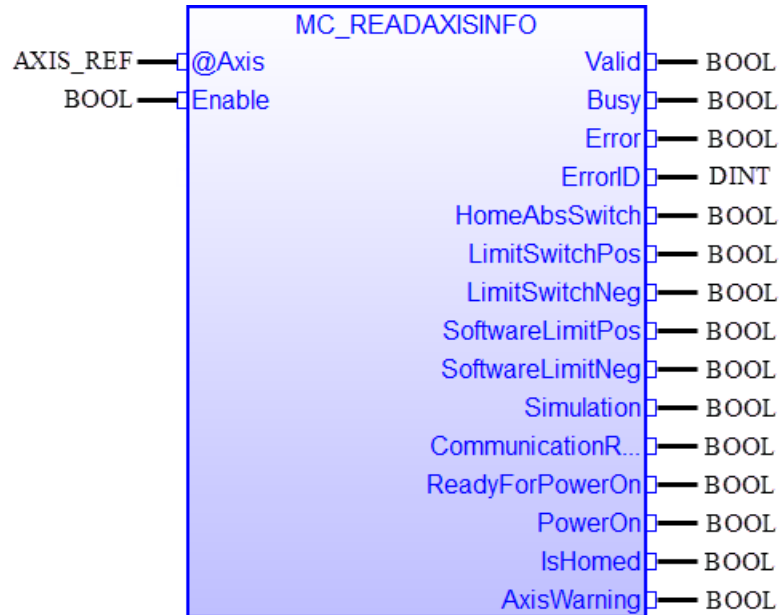 MC_READAXISINFO
AXIS_REF @Axis Valid BOOL
BOOL Enable Busy BOOL
Error BOOL
ErrorID DINT
HomeAbsSwitch BOOL
LimitSwitchPos BOOL
LimitSwitchNeg BOOL
SoftwareLimitPos BOOL
SoftwareLimitNeg BOOL
Simulation BOOL
CommunicationR... BOOL
ReadyForPowerOn BOOL
PowerOn BOOL
IsHomed BOOL
AxisWarning BOOL